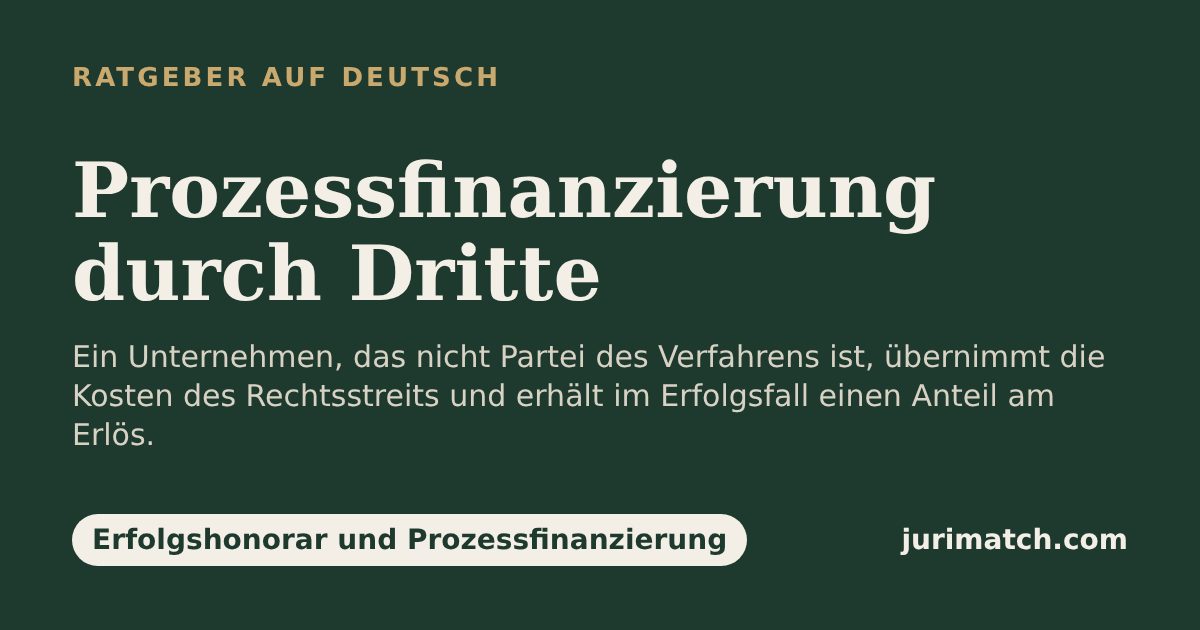 RATGEBER AUF DEUTSCH
Prozessfinanzierung
durch Dritte
Ein Unternehmen, das nicht Partei des Verfahrens ist, übernimmt die
Kosten des Rechtsstreits und erhält im Erfolgsfall einen Anteil am
Erlös.
Erfolgshonorar und Prozessfinanzierung
jurimatch.com